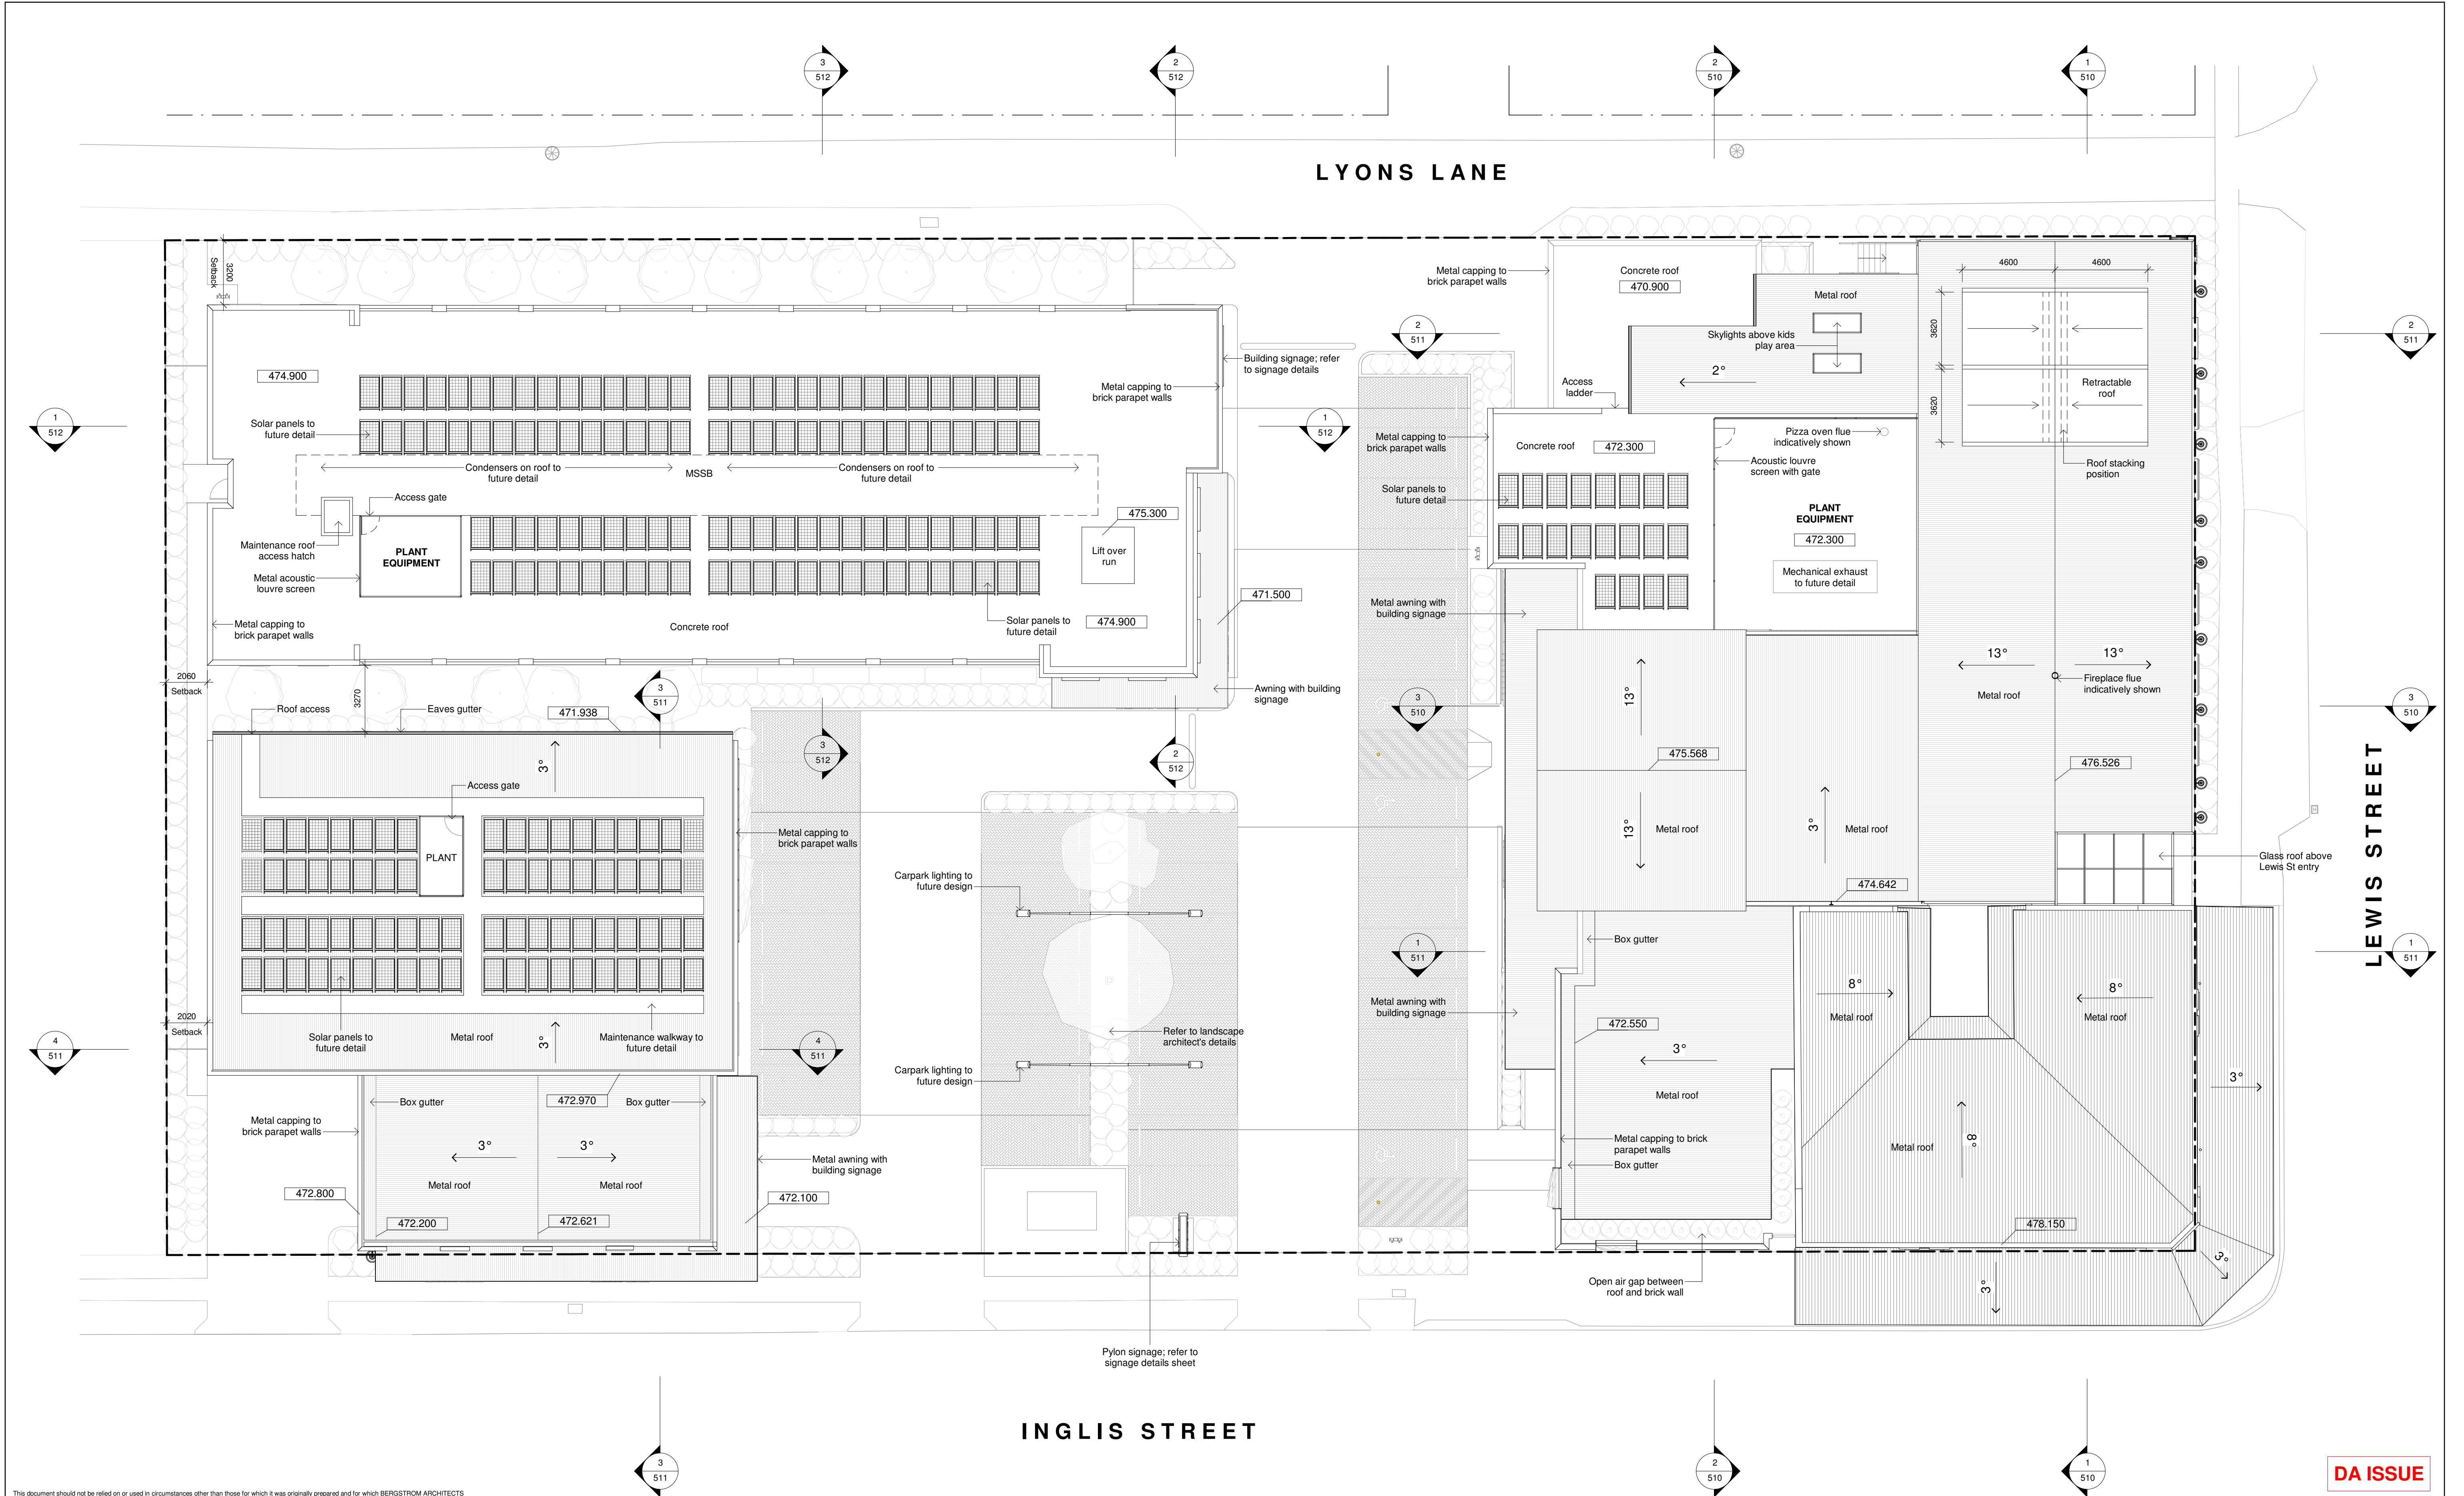 3
512
2
512
2
510
1
510
LYONS LANE
3200
Setback
Metal capping to
brick parapet walls
Concrete roof
470.900
4600
4600
Metal roof
3620
3620
Skylights above kids
play area
2
511
2
511
2°
Retractable
roof
Building signage; refer
to signage details
474.900
Metal capping to
brick parapet walls
Access
ladder
1
512
1
512
Solar panels to
future detail
Condensers on roof to
future detail
MSSB
Condensers on roof to
future detail
Metal capping to
brick parapet walls
Concrete roof
472.300
Pizza oven flue
indicatively shown
Acoustic louvre
screen with gate
Roof stacking
position
Solar panels to
future detail
Access gate
475.300
PLANT
EQUIPMENT
472.300
Maintenance roof
access hatch
PLANT
EQUIPMENT
Lift over
run
Metal acoustic
louvre screen
Mechanical exhaust
to future detail
471.500
Metal awning with
building signage
Metal capping to
brick parapet walls
Concrete roof
Solar panels to
future detail
474.900
2060
Setback
3270
3
511
Awning with building
signage
13°
13°
13°
Metal roof
Fireplace flue
indicatively shown
Roof access
Eaves gutter
471.938
3
510
3
510
3°
3
512
2
512
475.568
476.526
LEWIS STREET
Access gate
PLANT
Metal capping to
brick parapet walls
13°
Metal roof
3°
Metal roof
Glass roof above
Lewis St entry
Carpark lighting to
future design
474.642
1
511
Box gutter
1
511
8°
Metal roof
8°
Metal roof
2020
Setback
Metal awning with
building signage
4
511
Solar panels to
future detail
Metal roof
3°
Maintenance walkway to
future detail
4
511
Refer to landscape
architect's details
472.550
3°
Metal roof
Carpark lighting to
future design
3°
Box gutter
472.970
Box gutter
Metal capping to
brick parapet walls
3°
3°
Metal roof
Metal roof
Metal awning with
building signage
Metal capping to brick
parapet walls
Box gutter
8°
Metal roof
472.800
472.100
472.200
472.621
478.150
3°
3°
Open air gap between
roof and brick wall
Pylon signage; refer to
signage details sheet
INGLIS STREET
3
511
2
510
1
510
DA ISSUE
This document should not be relied on or used in circumstances other than those for which it was originally prepared and for which BERGSTROM ARCHITECTS